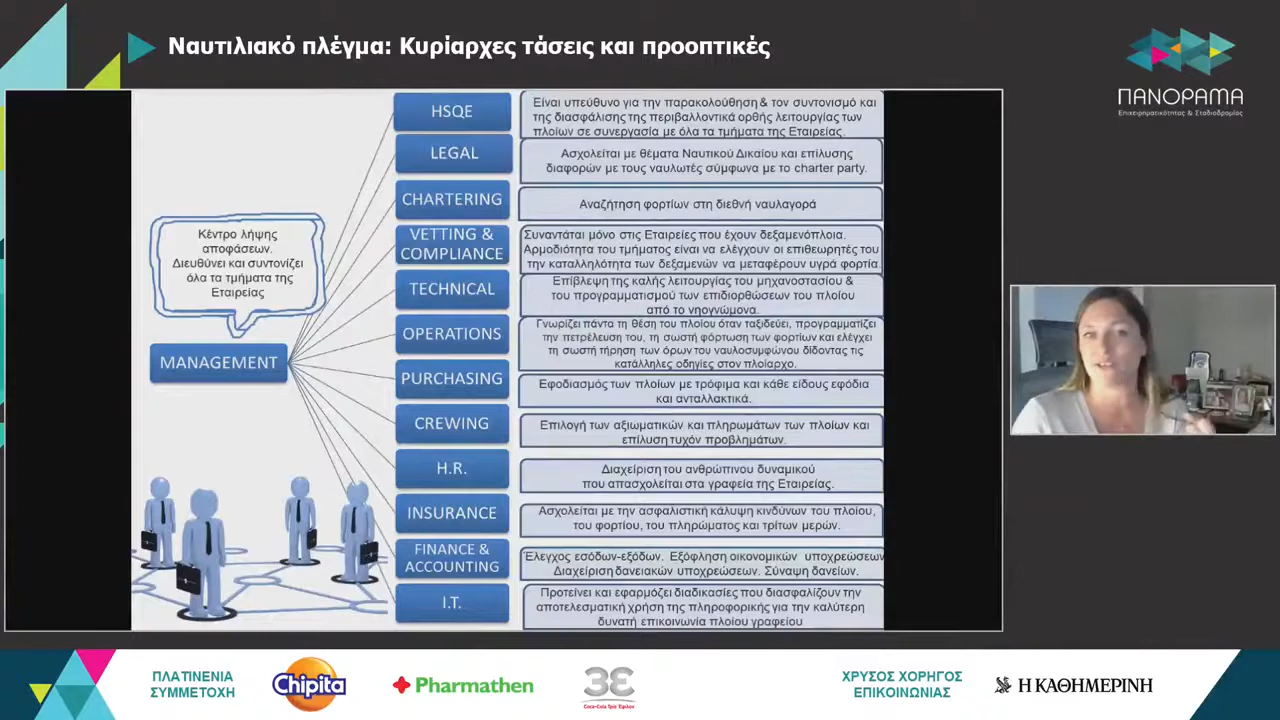 Ναυτιλιακό πλέγμα: Κυρίαρχες τάσεις και προοπτικές
ΠΑΝΟΡΑΜΑ
Επιχειρηματικότητας & Σταδιοδρομίας
Κέντρο λήψης
αποφάσεων.
Διευθύνει και συντονίζει
όλα τα τμήματα της
Εταιρείας
MANAGEMENT
HSQE
Είναι υπεύθυνο για την παρακολούθηση & τον συντονισμό και
της διασφάλισης της περιβαλλοντικά ορθής λειτουργίας των
πλοίων σε συνεργασία με όλα τα τμήματα της Εταιρείας.
LEGAL
Ασχολείται με θέματα Ναυτικού Δικαίου και επίλυσης
διαφορών με τους ναυλωτές σύμφωνα με το charter party.
CHARTERING
Αναζήτηση φορτίων στη διεθνή ναυλαγορά
VETTING &
COMPLIANCE
Συναντάται μόνο στις Εταιρείες που έχουν δεξαμενόπλοια.
Αρμοδιότητα του τμήματος είναι να ελέγχουν οι επιθεωρητές του
την καταλληλότητα των δεξαμενών να μεταφέρουν υγρά φορτία.
TECHNICAL
Επίβλεψη της καλής λειτουργίας του μηχανοστασίου &
του προγραμματισμού των επιδιορθώσεων του πλοίου
από το νηογνώμονα.
OPERATIONS
Γνωρίζει πάντα τη θέση του πλοίου όταν ταξιδεύει, προγραμματίζει
την πετρέλευση του, τη σωστή φόρτωση των φορτίων και ελέγχει
τη σωστή τήρηση των όρων του ναυλοσυμφώνου δίδοντας τις
κατάλληλες οδηγίες στον πλοίαρχο.
PURCHASING
Εφοδιασμός των πλοίων με τρόφιμα και κάθε είδους εφόδια
και ανταλλακτικά.
CREWING
Επιλογή των αξιωματικών και πληρωμάτων των πλοίων και
επίλυση τυχόν προβλημάτων.
H.R.
Διαχείριση του ανθρώπινου δυναμικού
που απασχολείται στα γραφεία της Εταιρείας.
INSURANCE
Ασχολείται με την ασφαλιστική κάλυψη κινδύνων του πλοίου,
του φορτίου, του πληρώματος και τρίτων μερών.
FINANCE &
ACCOUNTING
Έλεγχος εσόδων-εξόδων. Εξόφληση οικονομικών υποχρεώσεων
Διαχείριση δανειακών υποχρεώσεων. Σύναψη δανείων.
I.T.
Προτείνει και εφαρμόζει διαδικασίες που διασφαλίζουν την
αποτελεσματική χρήση της πληροφορικής για την καλύτερη
δυνατή επικοινωνία πλοίου γραφείου
ΠΛΑΤΙΝΕΝΙΑ
ΣΥΜΜΕΤΟΧΗ
Chipita
Pharmathen
3E
Coca-Cola Τρία Έψιλον
ΧΡΥΣΟΣ ΧΟΡΗΓΟΣ
ΕΠΙΚΟΙΝΩΝΙΑΣ
Η ΚΑΘΗΜΕΡΙΝΗ